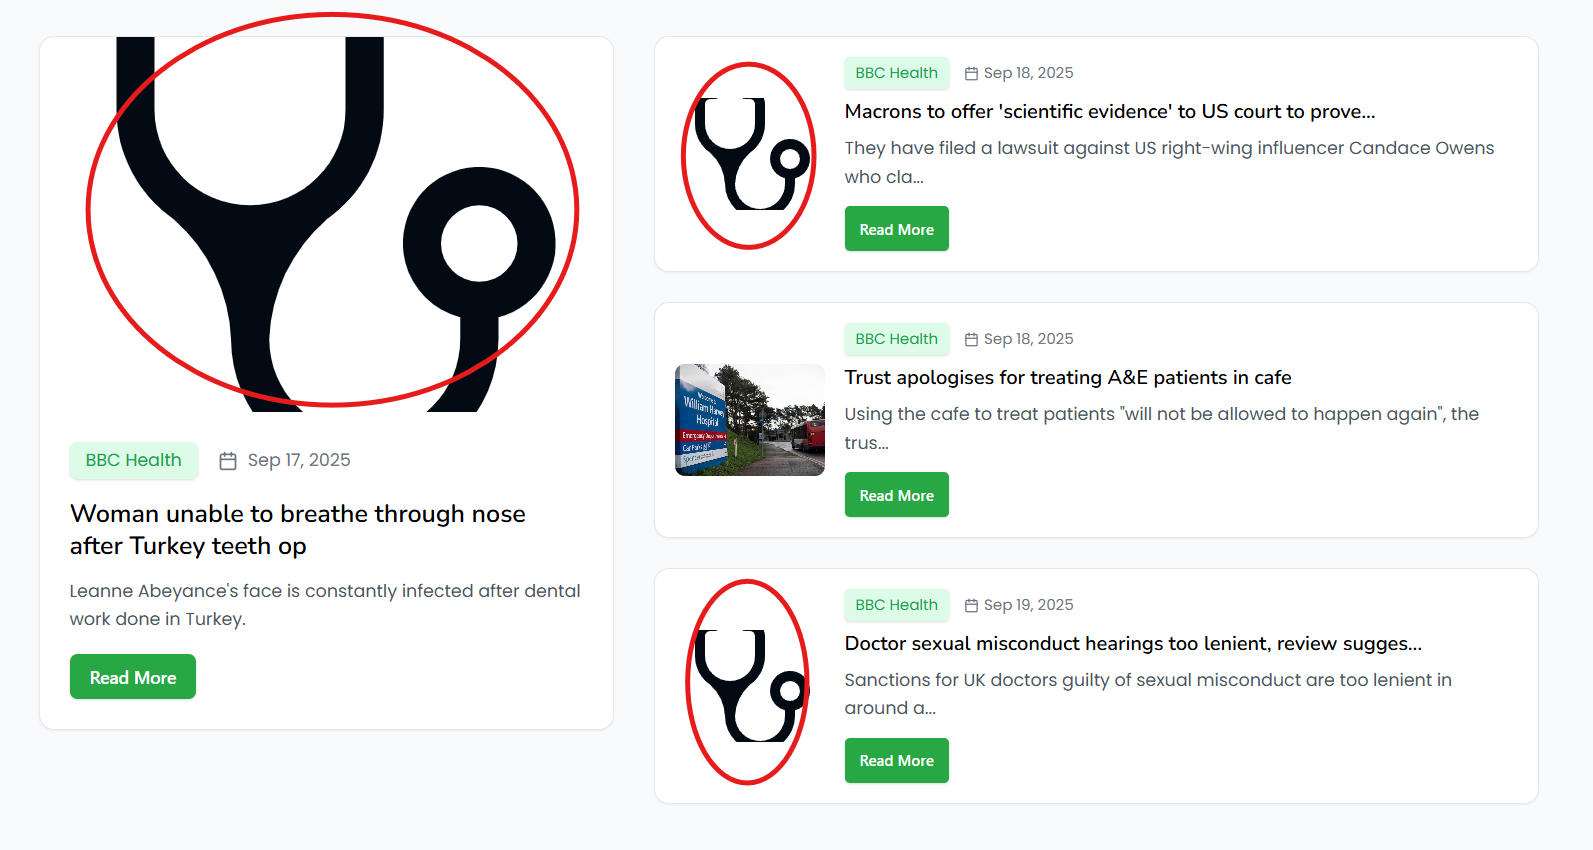 BBC Health Sep 17, 2025
Woman unable to breathe through nose
after Turkey teeth op
Leanne Abeyance's face is constantly infected after dental
work done in Turkey.
Read More
BBC Health Sep 18, 2025
Macrons to offer 'scientific evidence' to US court to prove...
They have filed a lawsuit against US right-wing influencer Candace Owens
who cla...
Read More
William Harvey
Hospital
BBC Health Sep 18, 2025
Trust apologises for treating A&E patients in cafe
Using the cafe to treat patients "will not be allowed to happen again", the
trus...
Read More
BBC Health Sep 19, 2025
Doctor sexual misconduct hearings too lenient, review sugges...
Sanctions for UK doctors guilty of sexual misconduct are too lenient in
around a...
Read More